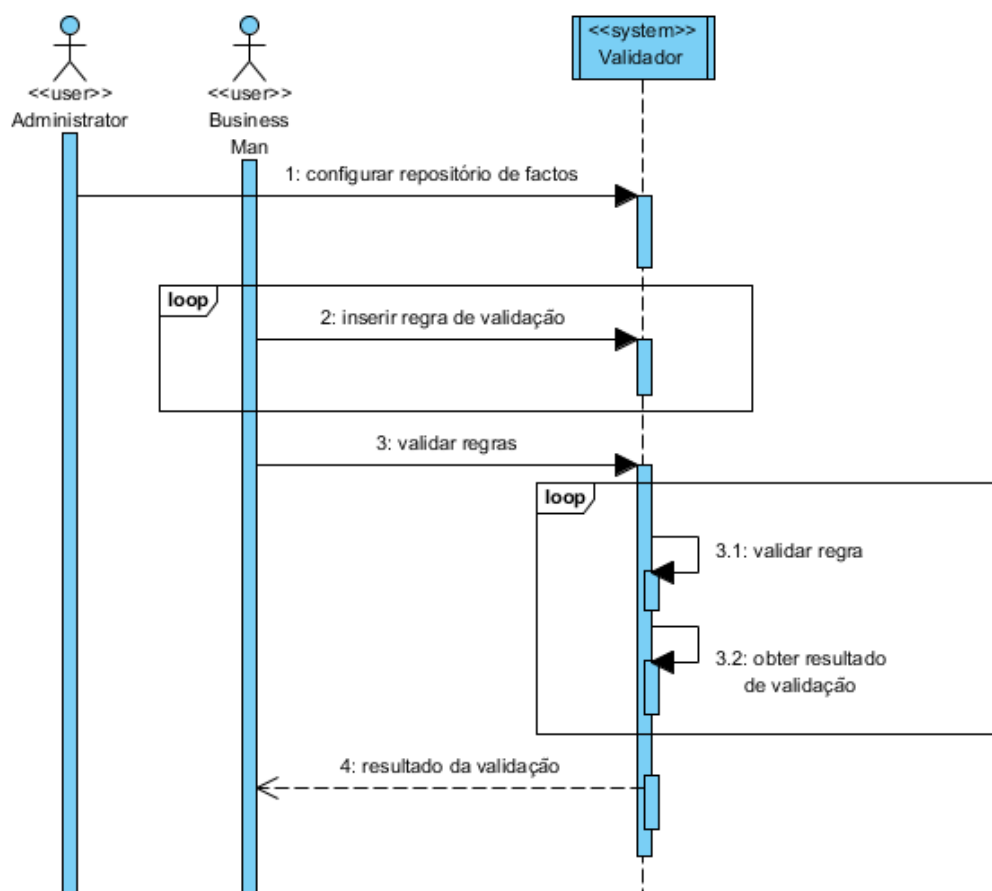 <<system>>
Validador
<<user>>
Administrator
<<user>>
Business
Man
1: configurar repositório de factos
loop
2: inserir regra de validação
3: validar regras
loop
3.1: validar regra
3.2: obter resultado
de validação
4: resultado da validação